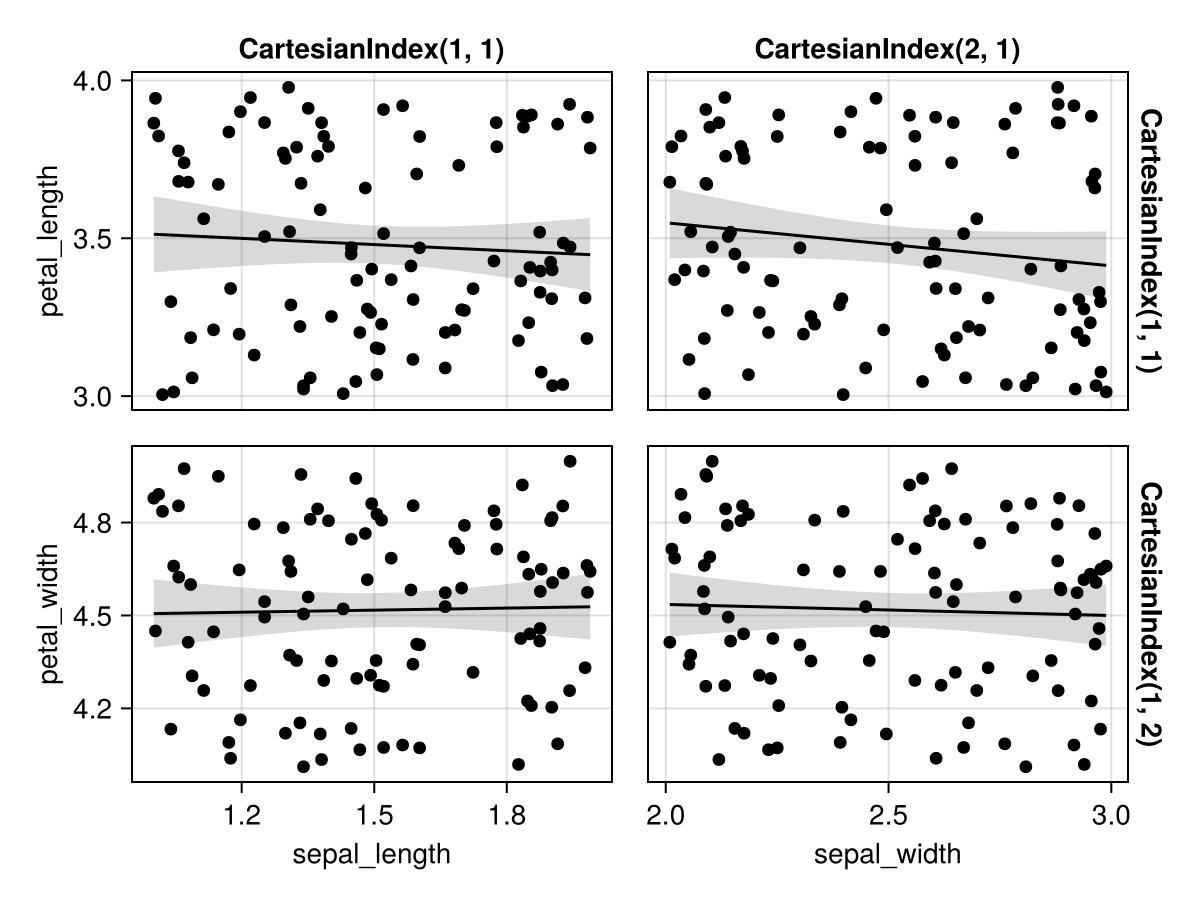 CartesianIndex(1, 1)
CartesianIndex(2, 1)
4.0
3.5
3.0
petal_length
CartesianIndex(1, 1)
4.8
4.5
4.2
petal_width
CartesianIndex(1, 2)
1.2
1.5
1.8
2.0
2.5
3.0
sepal_length
sepal_width